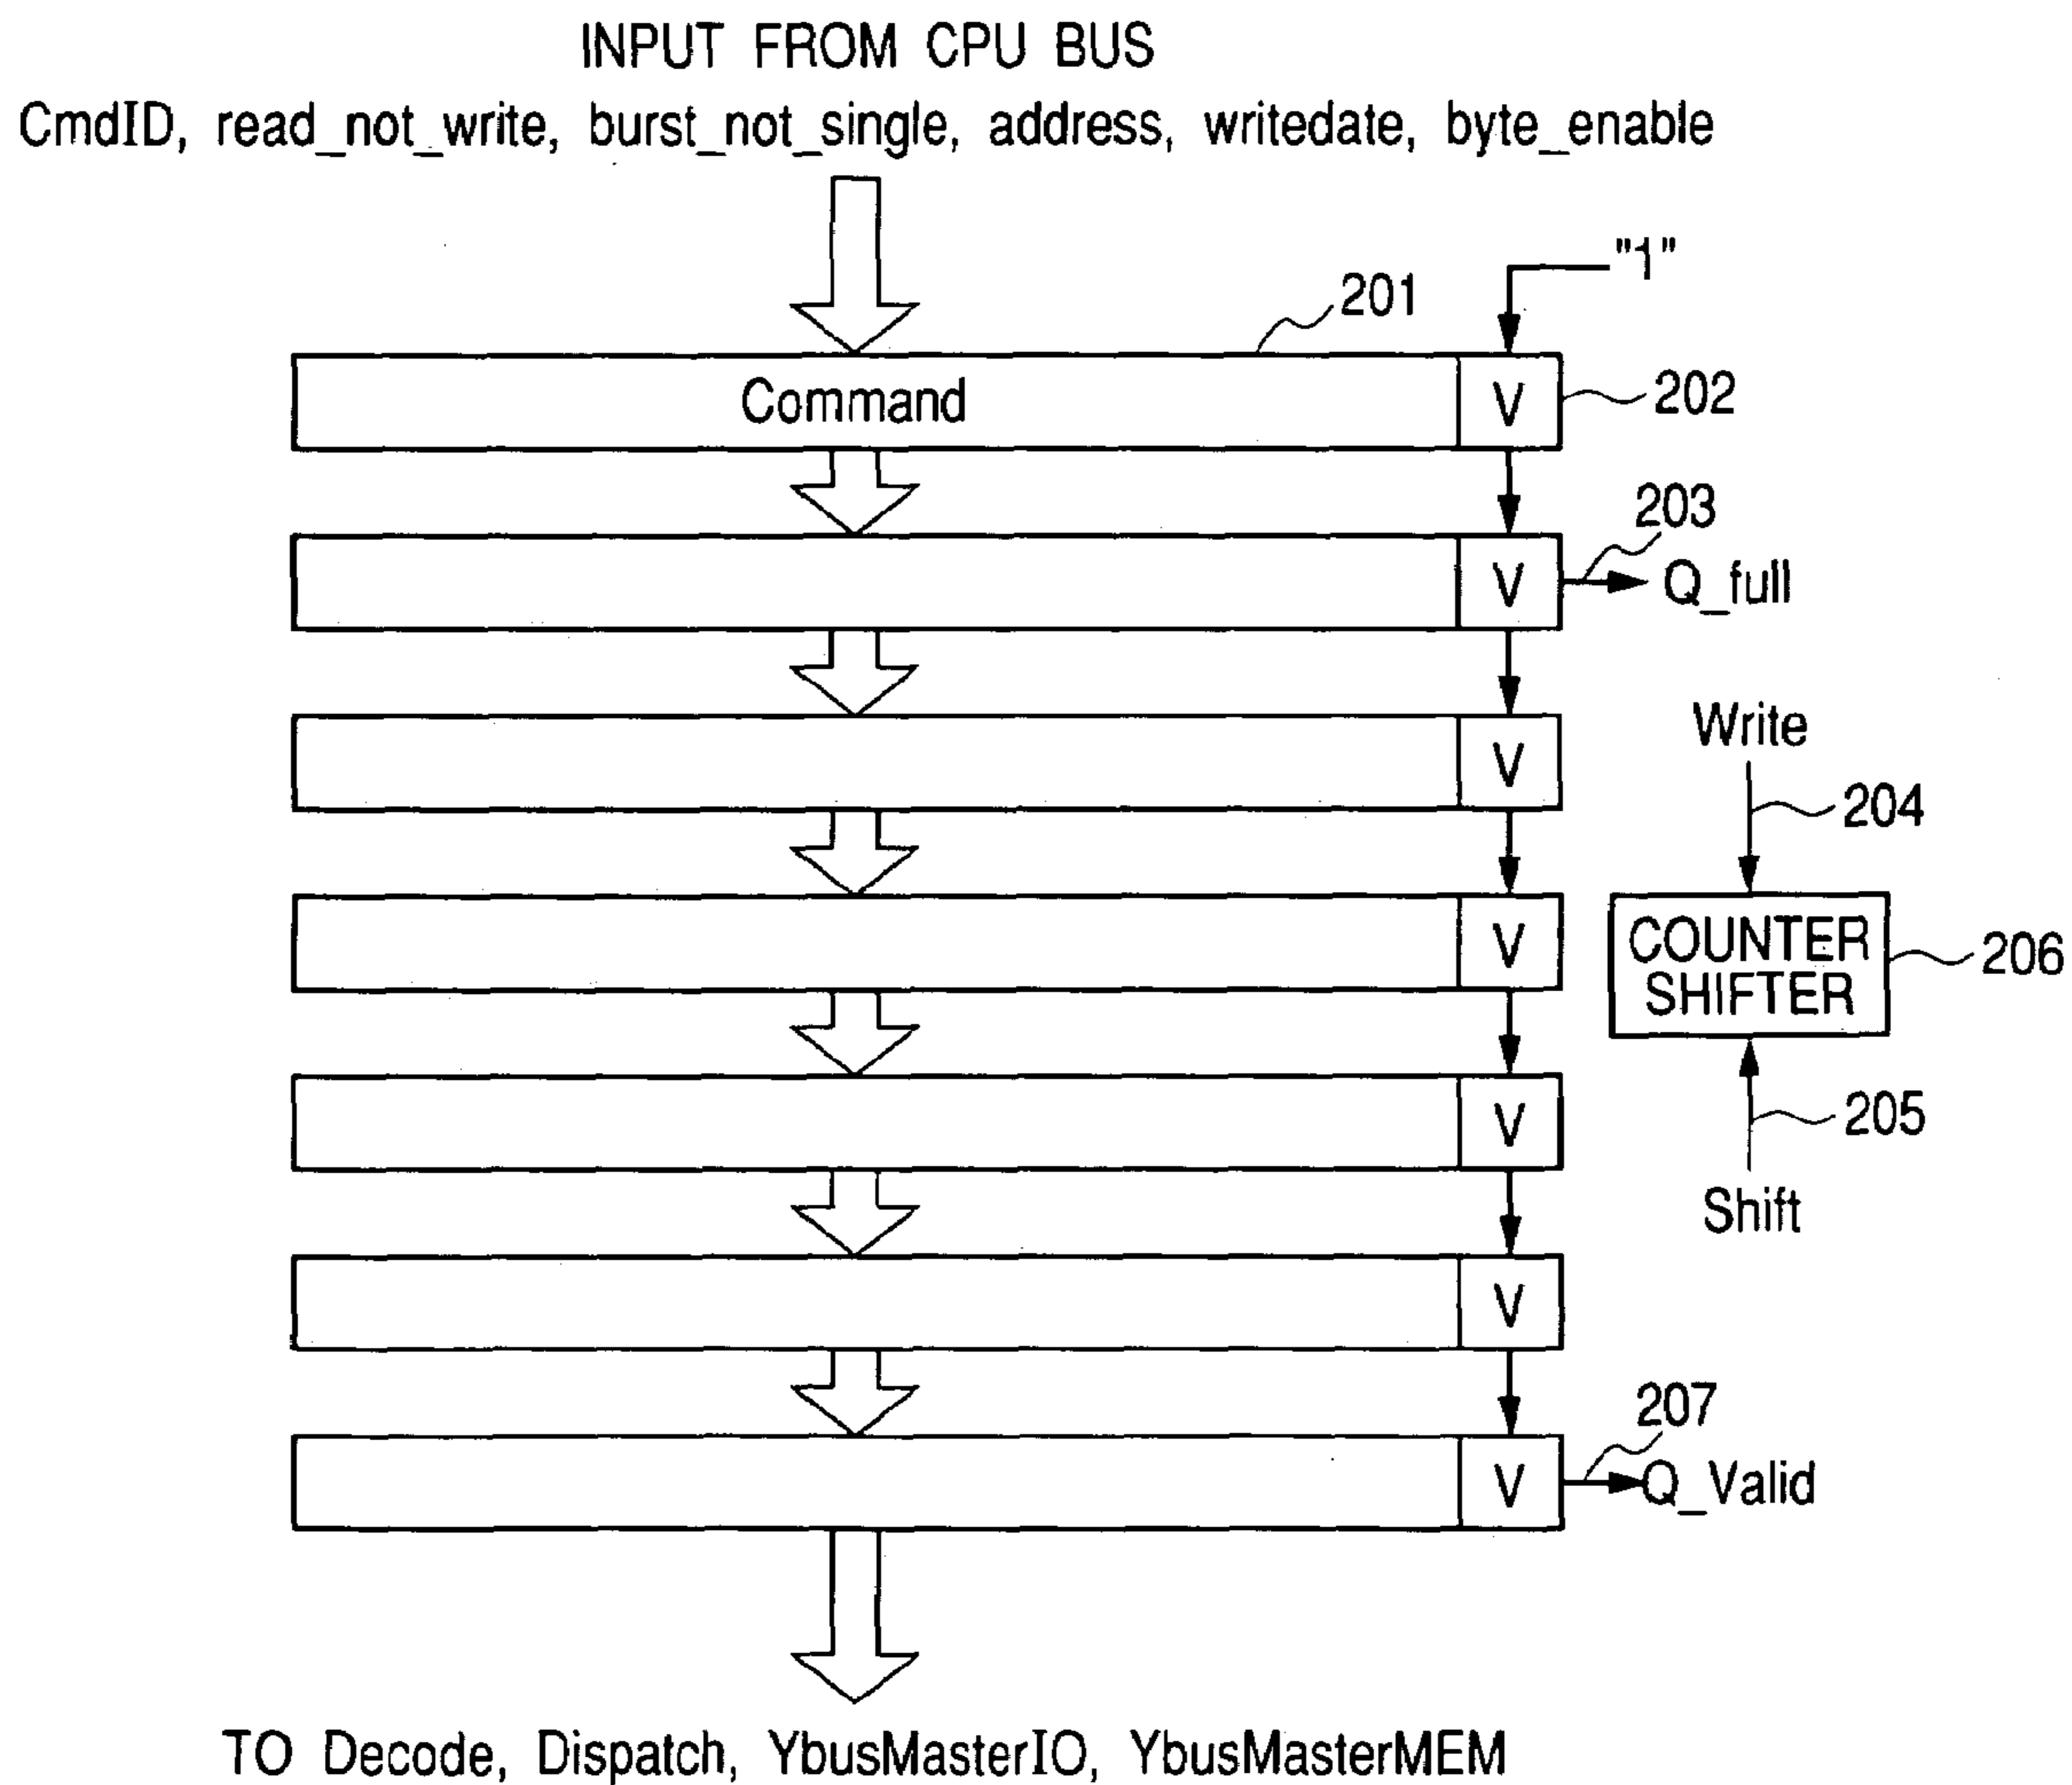 INPUT FROM CPU BUS
CmdID, read_not_write, burst_not_single, address, writedate, byte_enable
"1"
201
Command
V
202
203
V
Q_full
V
Write
204
V
COUNTER
SHIFTER
206
V
205
Shift
V
207
V
Q_Valid
TO Decode, Dispatch, YbusMasterIO, YbusMasterMEM